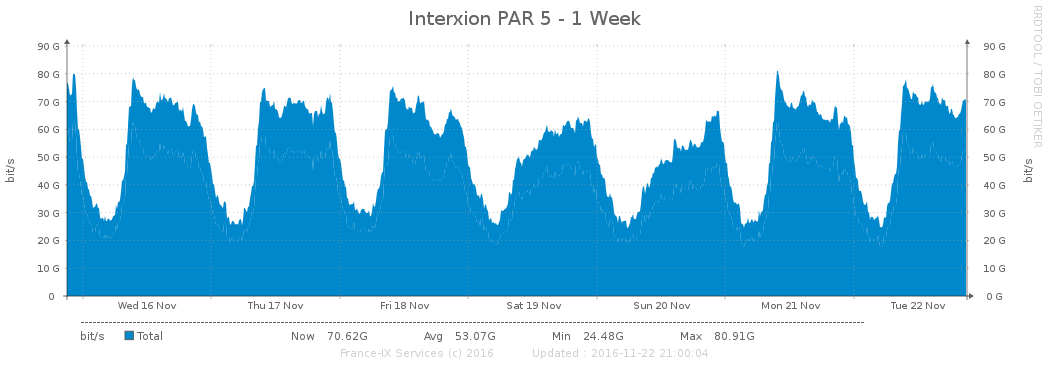 Interxion PAR 5 - 1 Week
RRDTOOL / TOBI OETIKER
bit/s
bit/s
90 G 90 G
80 G 80 G
70 G 70 G
60 G 60 G
50 G 50 G
40 G 40 G
30 G 30 G
20 G 20 G
10 G 10 G
0 0 G
Wed 16 Nov Thu 17 Nov Fri 18 Nov Sat 19 Nov Sun 20 Nov Mon 21 Nov Tue 22 Nov
bit/s Total Now 70.62G Avg 53.07G Min 24.48G Max 80.91G
France-IX Services (c) 2016 Updated : 2016-11-22 21:00:04